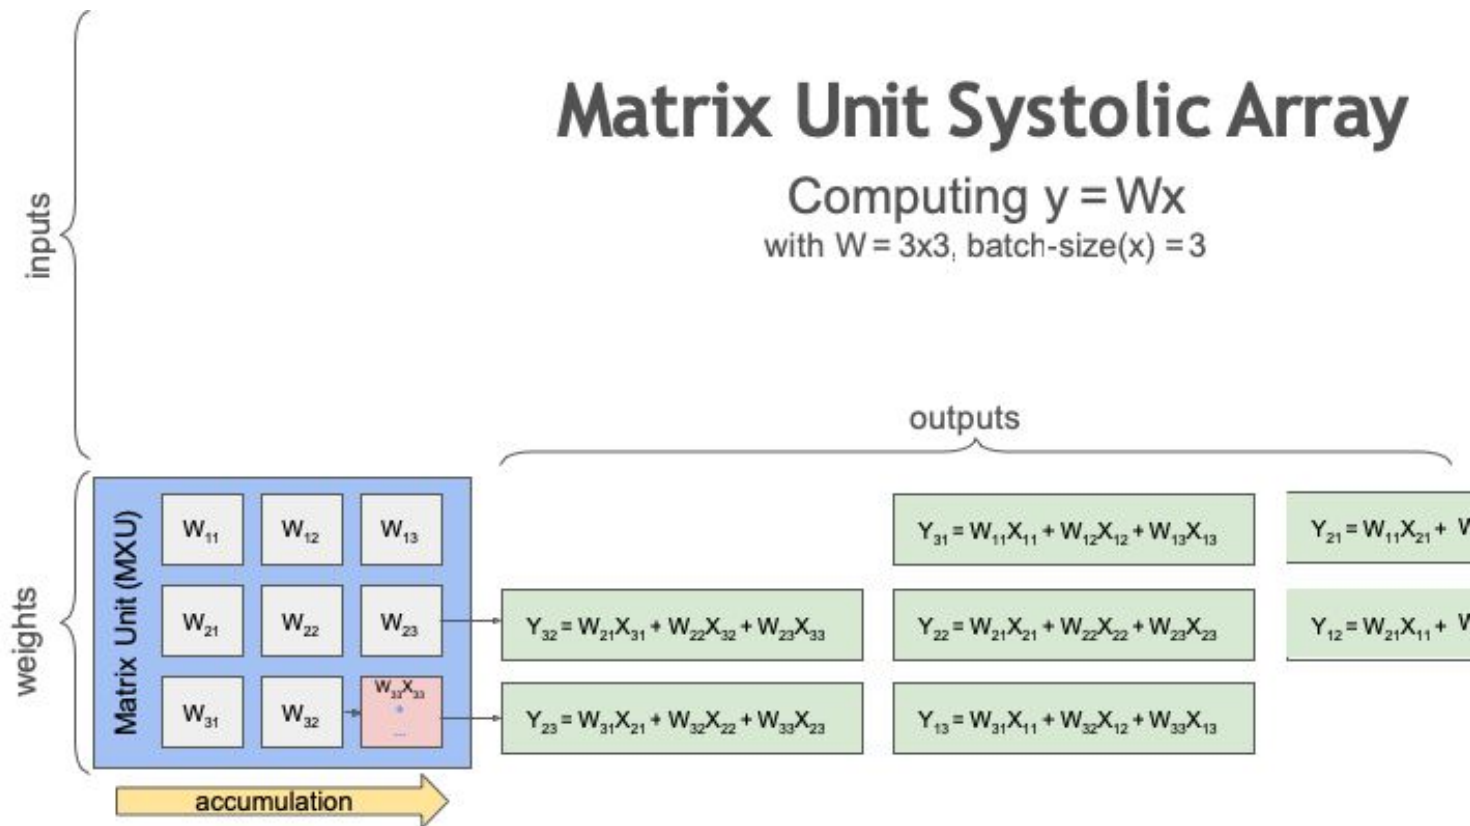 Matrix Unit Systolic Array
Computing y = Wx
with W = 3x3, batch-size(x) = 3
inputs
outputs
weights
Matrix Unit (MXU)
W₁₁ W₁₂ W₁₃
Y₃₁ = W₁₁X₁₁ + W₁₂X₁₂ + W₁₃X₁₃
Y₂₁ = W₁₁X₂₁ + W
W₂₁ W₂₂ W₂₃
Y₃₂ = W₂₁X₃₁ + W₂₂X₃₂ + W₂₃X₃₃
Y₂₂ = W₂₁X₂₁ + W₂₂X₂₂ + W₂₃X₂₃
Y₁₂ = W₂₁X₁₁ + W
W₃₁ W₃₂
W₃₃X₃₃
+
...
Y₂₃ = W₃₁X₂₁ + W₃₂X₂₂ + W₃₃X₂₃
Y₁₃ = W₃₁X₁₁ + W₃₂X₁₂ + W₃₃X₁₃
accumulation